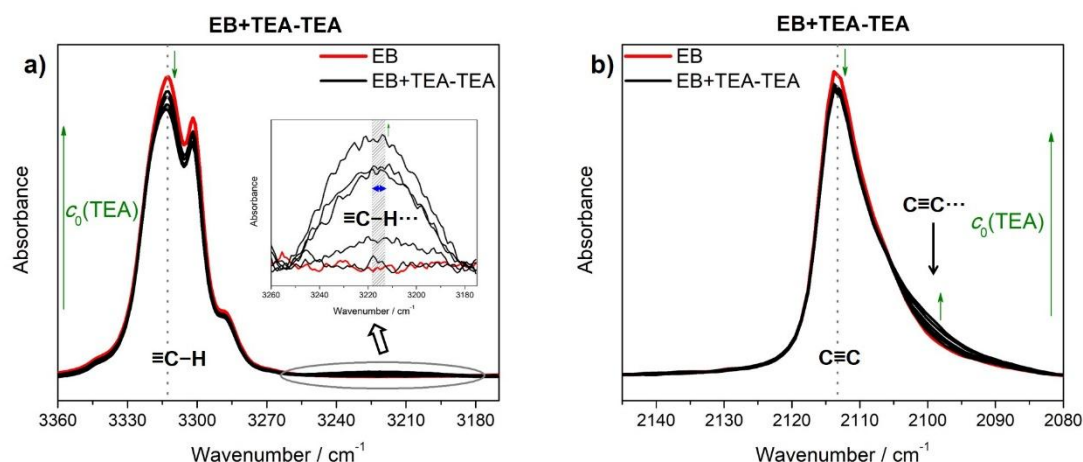 EB+TEA-TEA
a)
EB
EB+TEA-TEA
c₀(TEA)
Absorbance
≡C–H
3360 3330 3300 3270 3240 3210 3180
Wavenumber / cm⁻¹
Absorbance
≡C–H···
3260 3240 3220 3200 3180 3175
Wavenumber / cm⁻¹
EB+TEA-TEA
b)
EB
EB+TEA-TEA
C≡C···
c₀(TEA)
Absorbance
C≡C
2140 2130 2120 2110 2100 2090 2080
Wavenumber / cm⁻¹